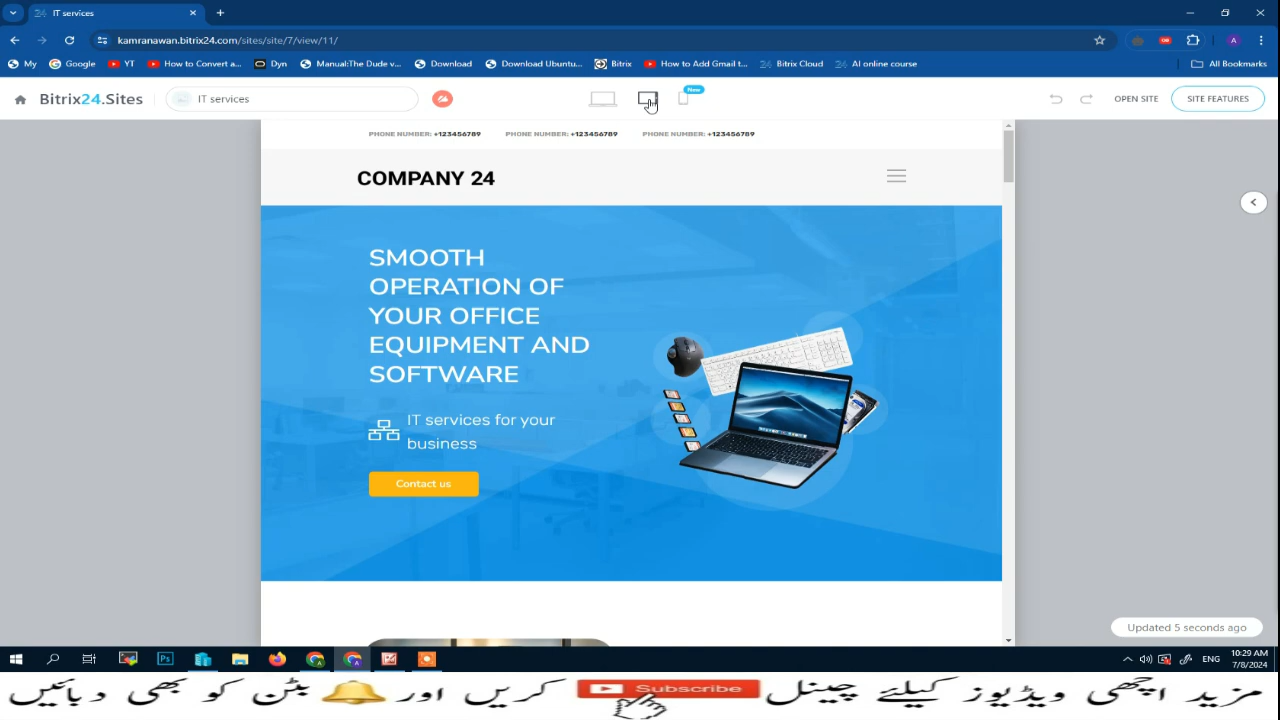 24 IT services
kamranawan.bitrix24.com/sites/site/7/view/11/
My Google YT How to Convert a... Dyn Manual:The Dude v... Download Download Ubuntu... Bitrix How to Add Gmail t... 24 Bitrix Cloud 24 AI online course All Bookmarks
Bitrix24.Sites IT services New OPEN SITE SITE FEATURES
PHONE NUMBER: +123456789 PHONE NUMBER: +123456789 PHONE NUMBER: +123456789
COMPANY 24
SMOOTH
OPERATION OF
YOUR OFFICE
EQUIPMENT AND
SOFTWARE
IT services for your
business
Contact us
Updated 5 seconds ago
ENG 10:29 AM
7/8/2024
مزید اچھی ویڈیوز کیلئے چینل Subscribe کریں اور بٹن کو بھی دبائیں